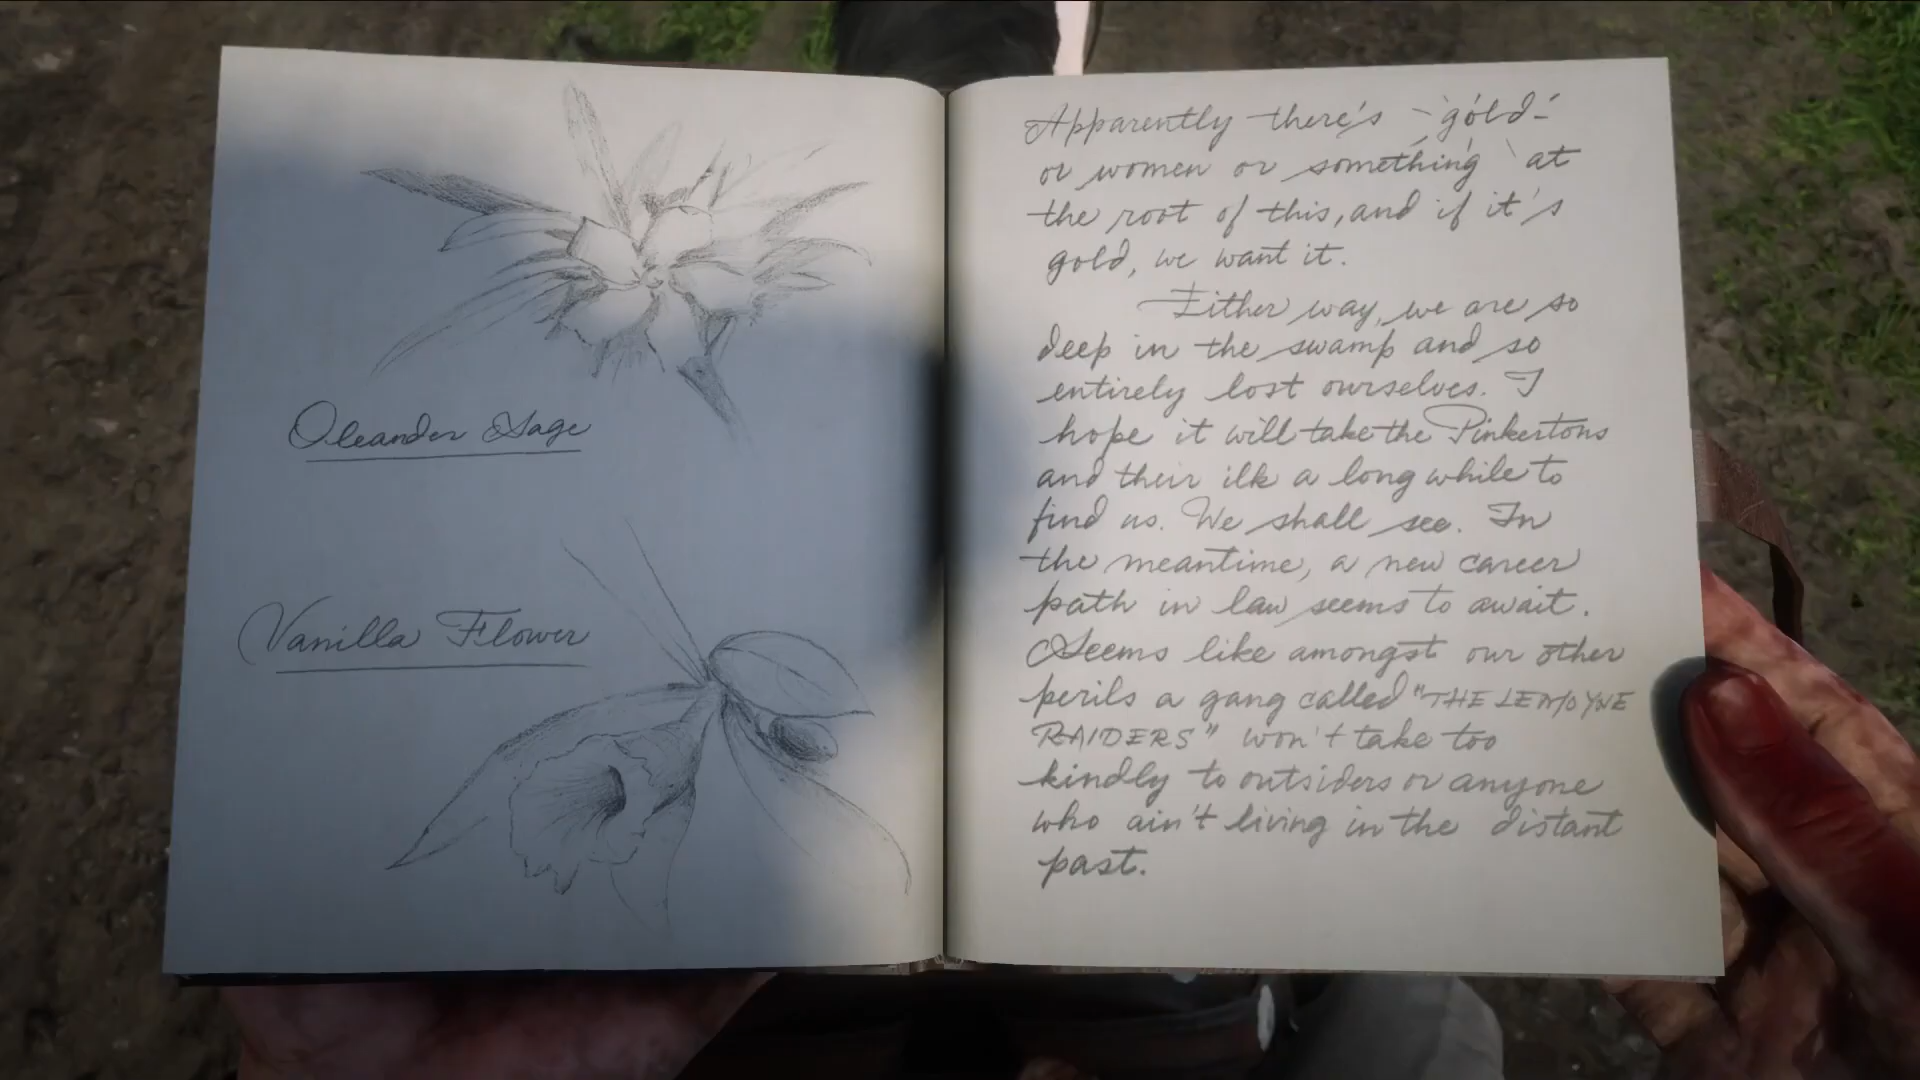 Oleander Sage
Vanilla Flower
Apparently there's - gold -
or women or something at
the root of this, and if it's
gold, we want it.
Either way, we are so
deep in the swamp and so
entirely lost ourselves. I
hope it will take the Pinkertons
and their ilk a long while to
find us. We shall see. In
the meantime, a new career
path in law seems to await.
Seems like amongst our other
perils a gang called "THE LEMOYNE
RAIDERS" won't take too
kindly to outsiders or anyone
who ain't living in the distant
past.